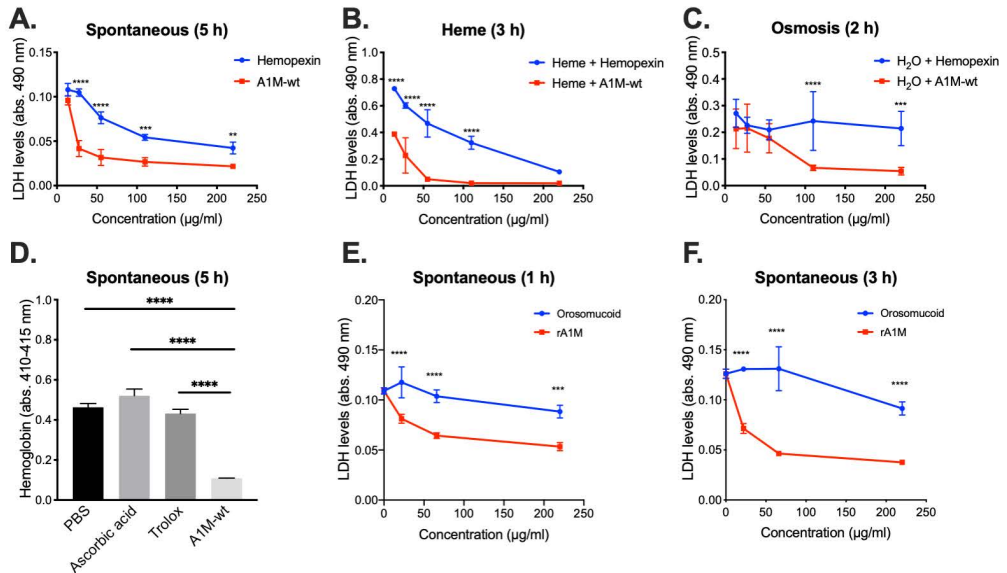 A.
Spontaneous (5 h)
LDH levels (abs. 490 nm)
0.15
0.10
0.05
0.00
Hemopexin
A1M-wt
****
****
***
**
0 50 100 150 200 250
Concentration (µg/ml)
B.
Heme (3 h)
LDH levels (abs. 490 nm)
1.0
0.8
0.6
0.4
0.2
0.0
Heme + Hemopexin
Heme + A1M-wt
****
****
****
****
0 50 100 150 200 250
Concentration (µg/ml)
C.
Osmosis (2 h)
LDH levels (abs. 490 nm)
0.5
0.4
0.3
0.2
0.1
0.0
H₂O + Hemopexin
H₂O + A1M-wt
****
***
0 50 100 150 200 250
Concentration (µg/ml)
D.
Spontaneous (5 h)
Hemoglobin (abs. 410-415 nm)
1.0
0.8
0.6
0.4
0.2
0.0
****
****
****
PBS
Ascorbic acid
Trolox
A1M-wt
E.
Spontaneous (1 h)
LDH levels (abs. 490 nm)
0.20
0.15
0.10
0.05
0.00
Orosomucoid
rA1M
****
****
***
0 50 100 150 200 250
Concentration (µg/ml)
F.
Spontaneous (3 h)
LDH levels (abs. 490 nm)
0.20
0.15
0.10
0.05
0.00
Orosomucoid
rA1M
****
****
****
0 50 100 150 200 250
Concentration (µg/ml)